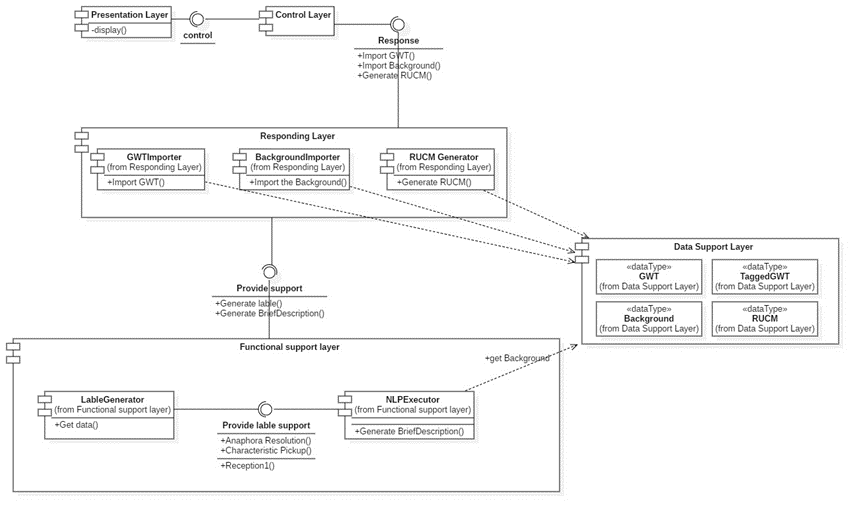 Presentation Layer
-display()
control
Control Layer
Response
+Import GWT()
+Import Background()
+Generate RUCM()
Responding Layer
GWTImporter
(from Responding Layer)
+Import GWT()
BackgroundImporter
(from Responding Layer)
+Import the Background()
RUCM Generator
(from Responding Layer)
+Generate RUCM()
Data Support Layer
«dataType»
GWT
(from Data Support Layer)
«dataType»
TaggedGWT
(from Data Support Layer)
«dataType»
Background
(from Data Support Layer)
«dataType»
RUCM
(from Data Support Layer)
Provide support
+Generate lable()
+Generate BriefDescription()
Functional support layer
+get Background
LableGenerator
(from Functional support layer)
+Get data()
Provide lable support
+Anaphora Resolution()
+Characteristic Pickup()
+Reception1()
NLPExecutor
(from Functional support layer)
+Generate BriefDescription()